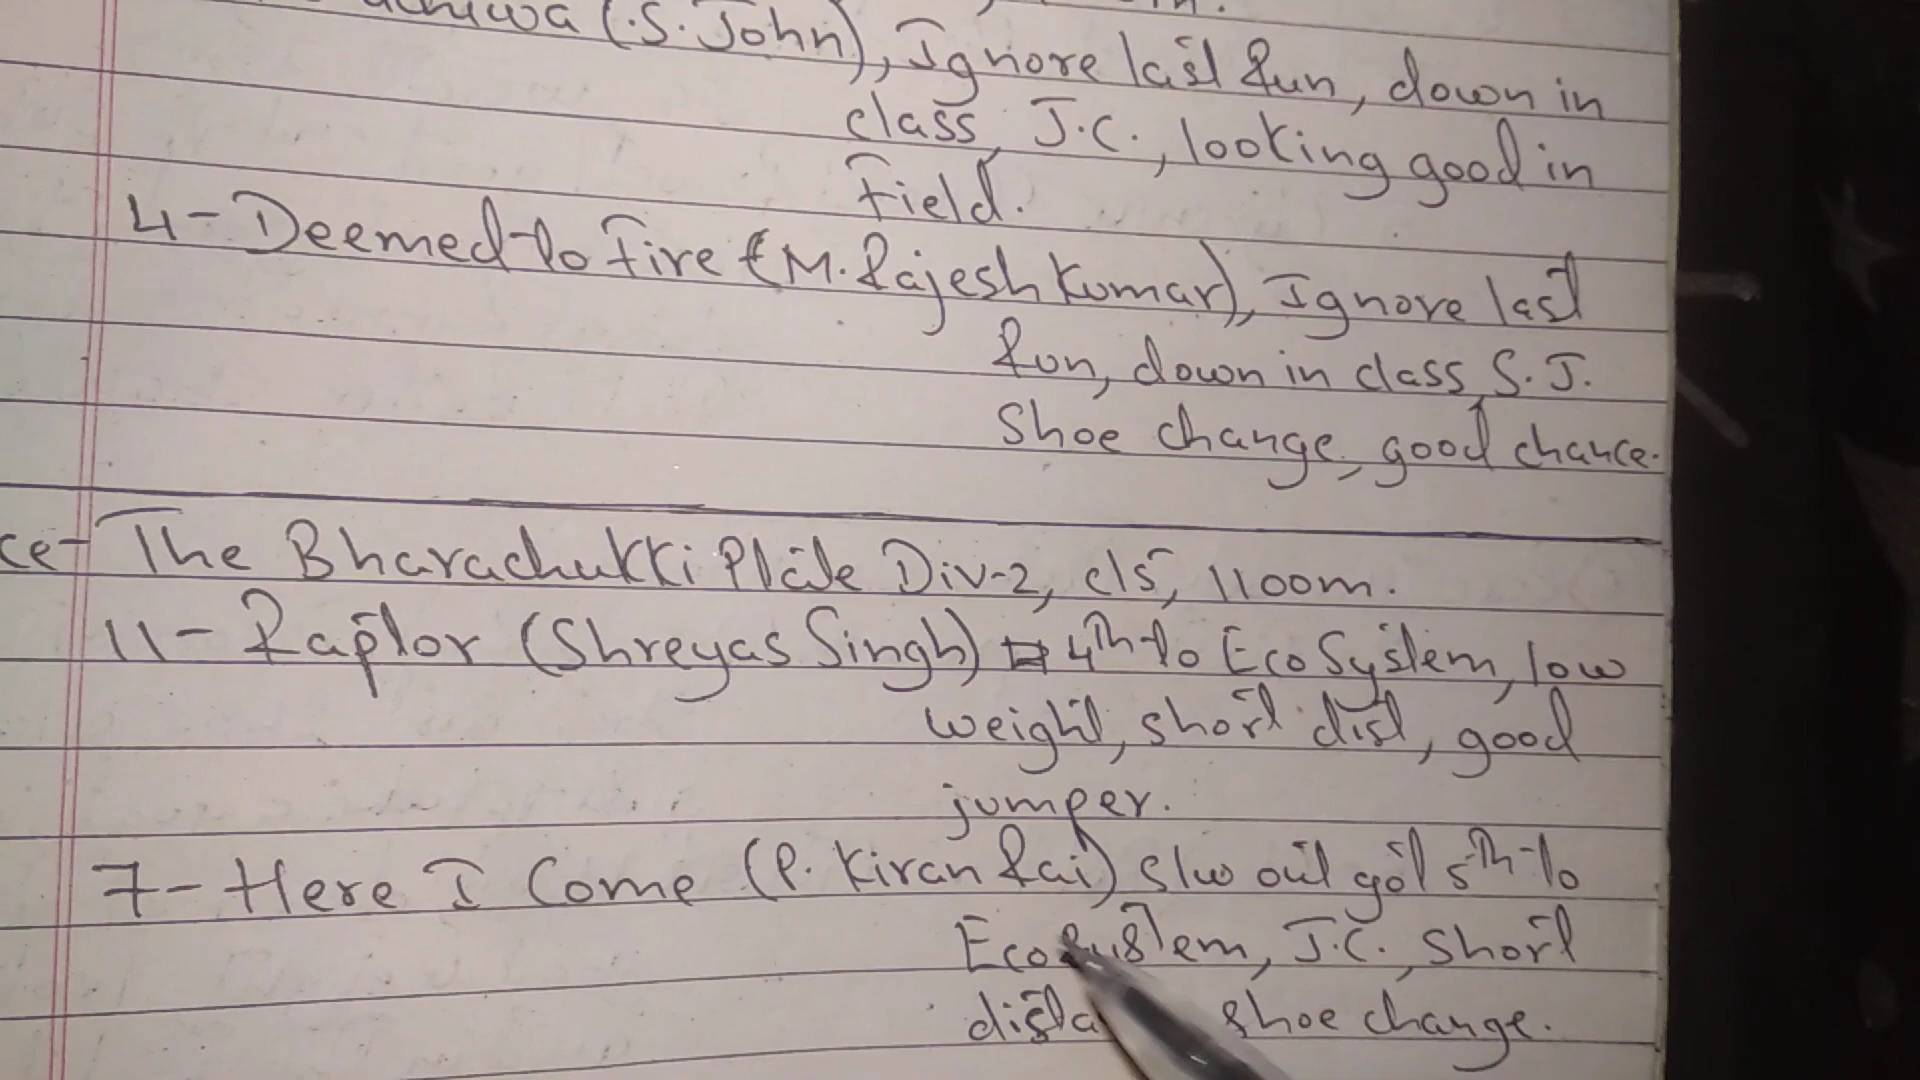 (S. John), Ignore last Run, down in
class, J.C., looking good in
Field.
4- Deemed to Fire (M. Rajesh Kumar), Ignore last
Run, down in class, S.J.
Shoe change, good chance.
ce- The Bharachukki Plate Div-2, cl5, 1100m.
11- Raptor (Shreyas Singh) 4th to Eco System, low
weight, short dist, good
jumper.
7- Here I Come (P. Kiran Rai) slw out got 5th to
Ecosystem, J.C., short
shoe change.